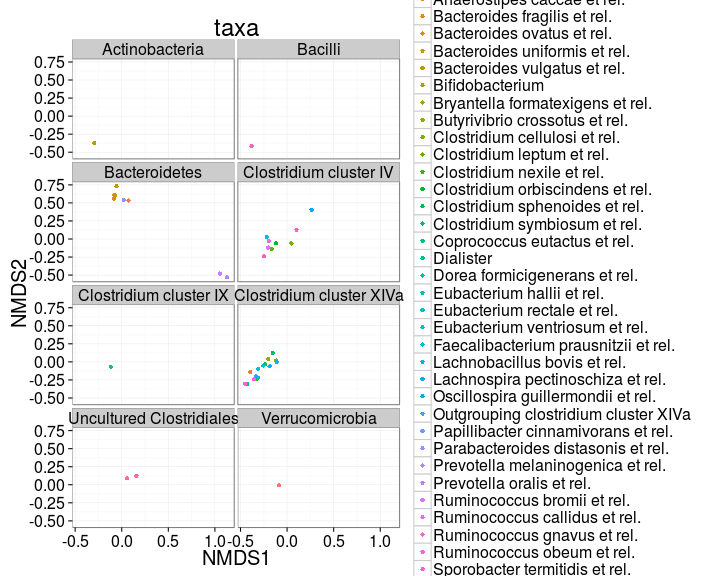 taxa
Actinobacteria
Bacilli
0.75
0.50
0.25
0.00
-0.25
-0.50
Bacteroidetes
Clostridium cluster IV
0.75
0.50
0.25
0.00
-0.25
-0.50
Clostridium cluster IX
Clostridium cluster XIVa
0.75
0.50
0.25
0.00
-0.25
-0.50
Uncultured Clostridiales
Verrucomicrobia
0.75
0.50
0.25
0.00
-0.25
-0.50
-0.5 0.0 0.5 1.0 -0.5 0.0 0.5 1.0
NMDS1
NMDS2
Anaerostipes caccae et rel.
Bacteroides fragilis et rel.
Bacteroides ovatus et rel.
Bacteroides uniformis et rel.
Bacteroides vulgatus et rel.
Bifidobacterium
Bryantella formatexigens et rel.
Butyrivibrio crossotus et rel.
Clostridium cellulosi et rel.
Clostridium leptum et rel.
Clostridium nexile et rel.
Clostridium orbiscindens et rel.
Clostridium sphenoides et rel.
Clostridium symbiosum et rel.
Coprococcus eutactus et rel.
Dialister
Dorea formicigenerans et rel.
Eubacterium hallii et rel.
Eubacterium rectale et rel.
Eubacterium ventriosum et rel.
Faecalibacterium prausnitzii et rel.
Lachnobacillus bovis et rel.
Lachnospira pectinoschiza et rel.
Oscillospira guillermondii et rel.
Outgrouping clostridium cluster XIVa
Papillibacter cinnamivorans et rel.
Parabacteroides distasonis et rel.
Prevotella melaninogenica et rel.
Prevotella oralis et rel.
Ruminococcus bromii et rel.
Ruminococcus callidus et rel.
Ruminococcus gnavus et rel.
Ruminococcus obeum et rel.
Sporobacter termitidis et rel.